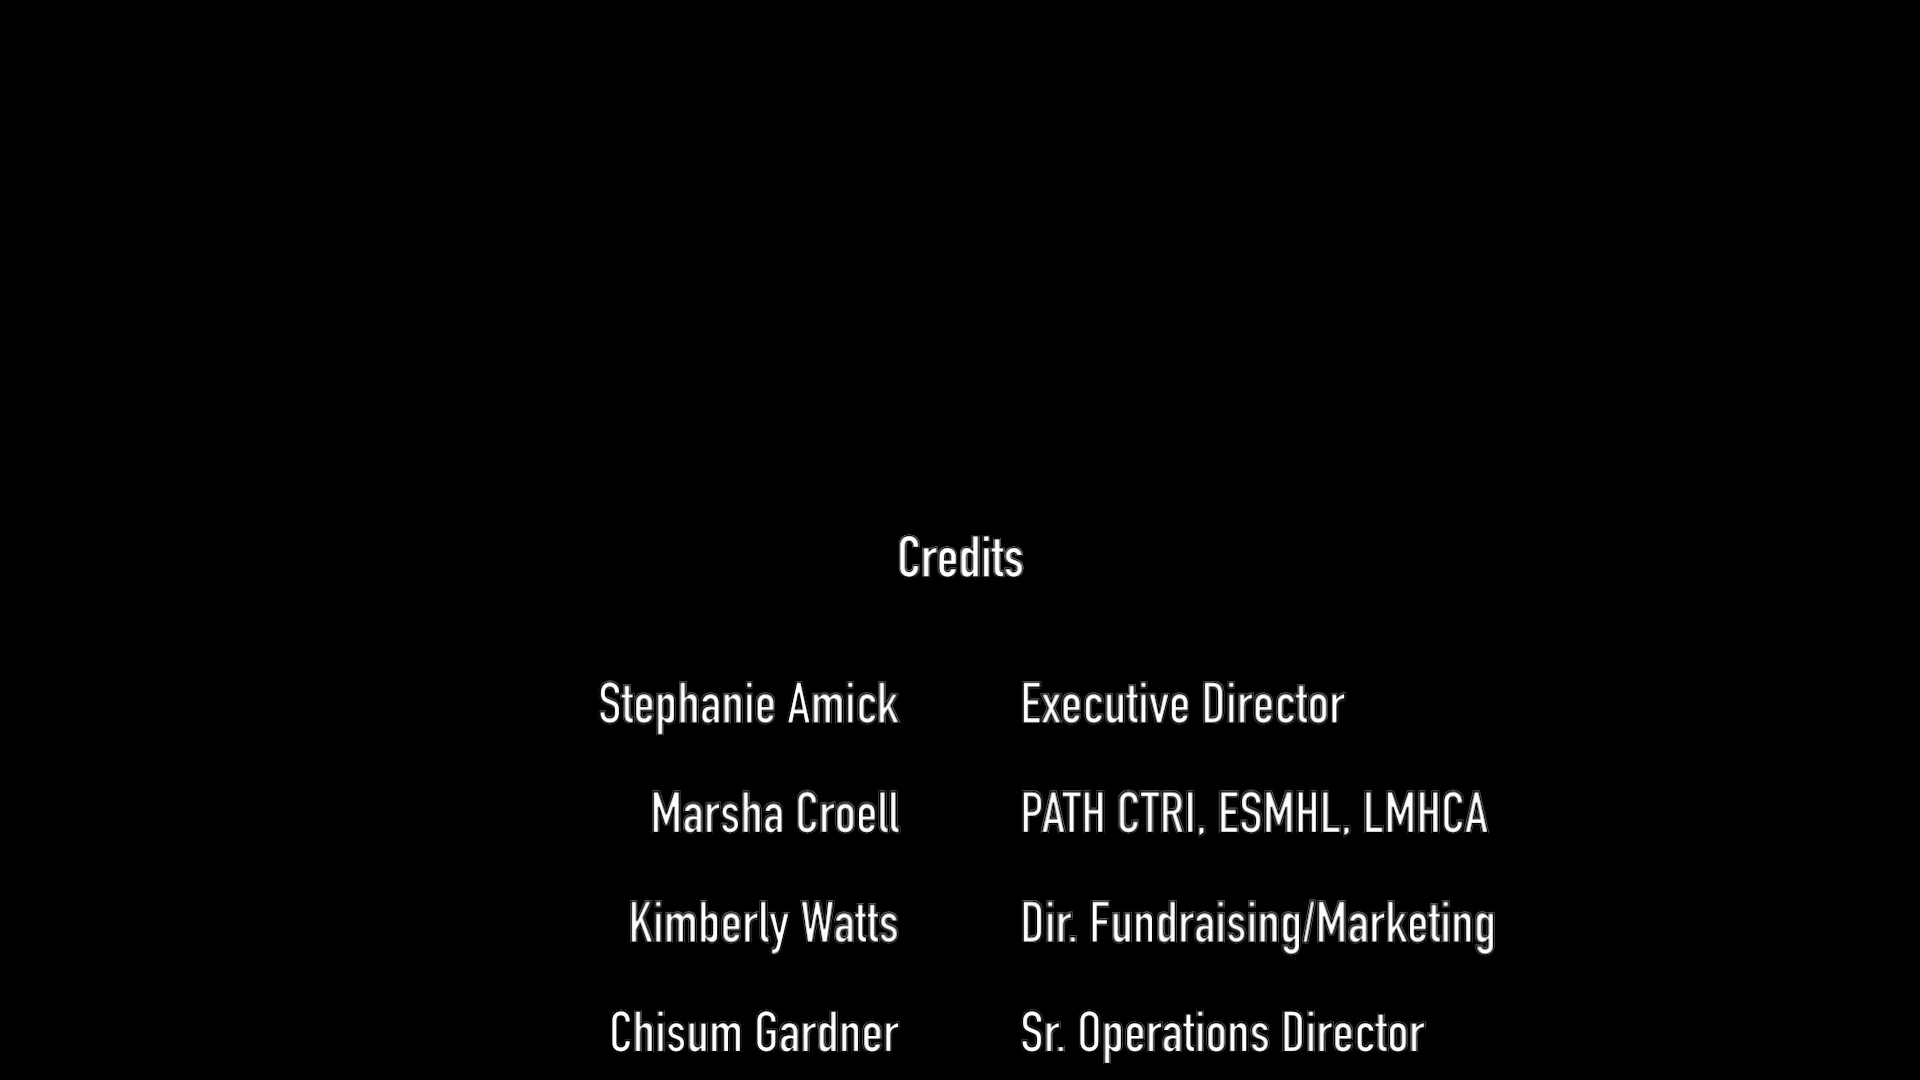 Credits
Stephanie Amick Executive Director
Marsha Croell PATH CTRI, ESMHL, LMHCA
Kimberly Watts Dir. Fundraising/Marketing
Chisum Gardner Sr. Operations Director